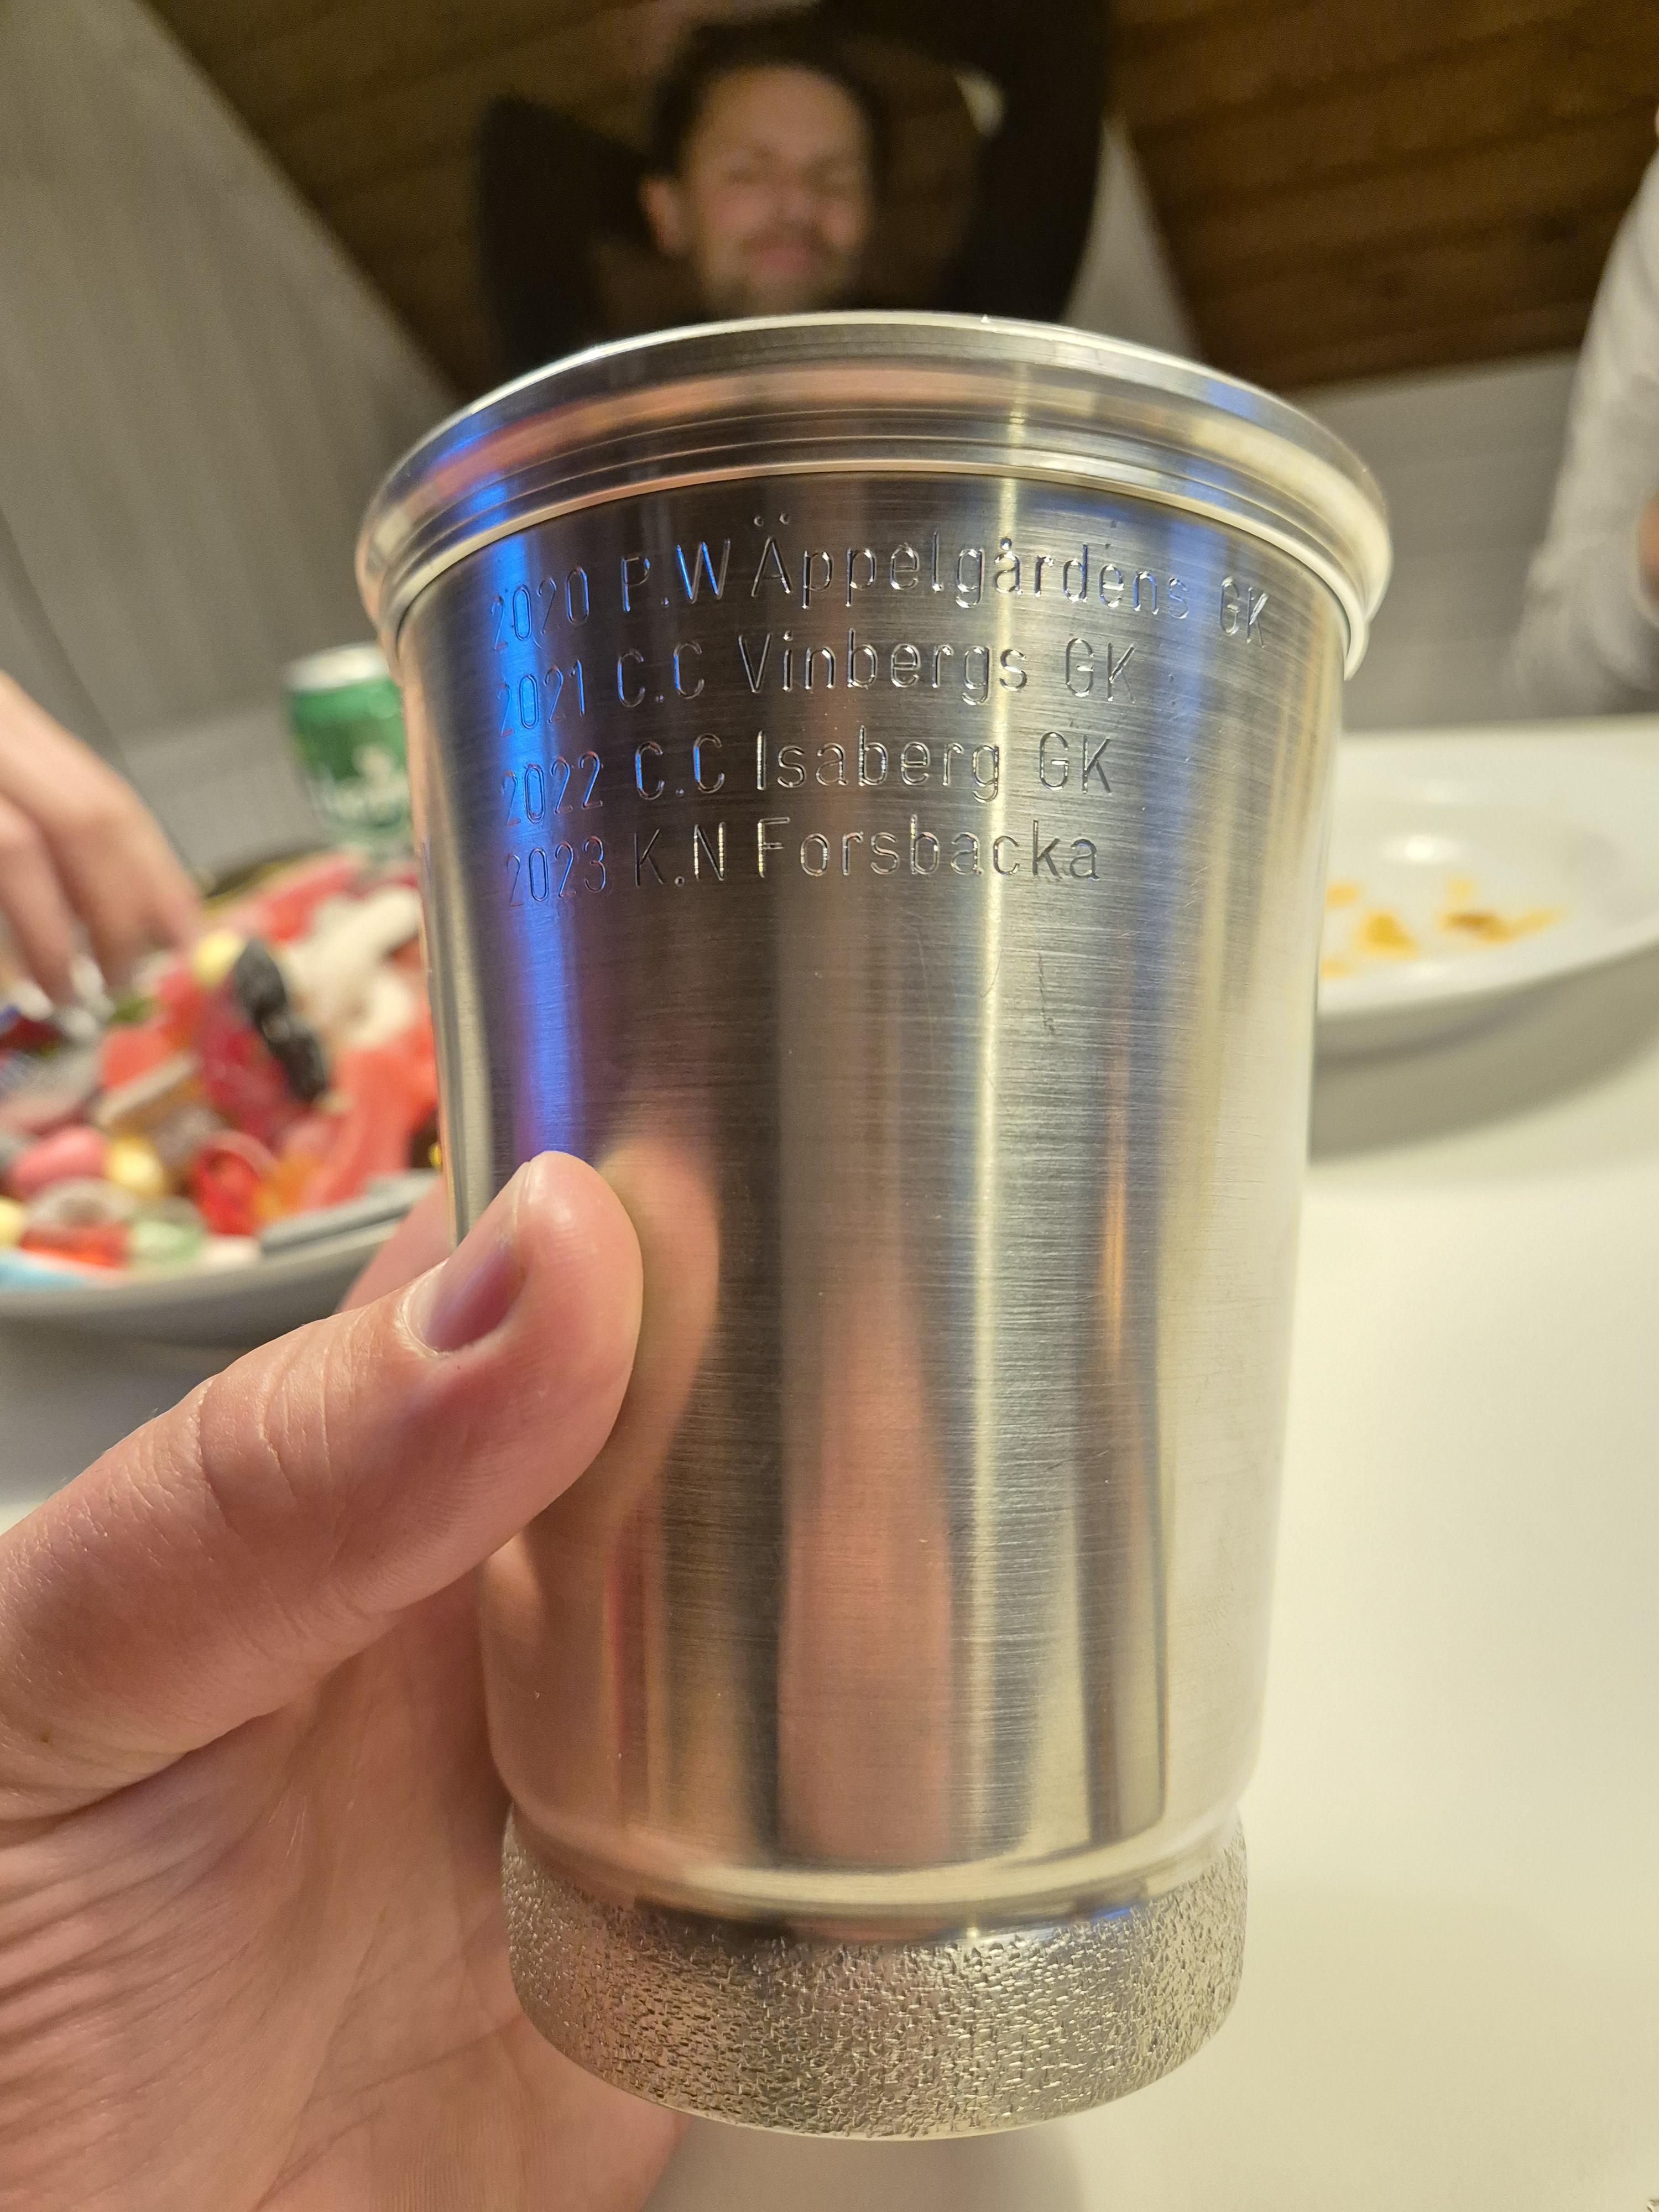 2020 P.W Äppelgårdens GK
2021 C.C Vinbergs GK
2022 C.C Isaberg GK
2023 K.N Forsbacka